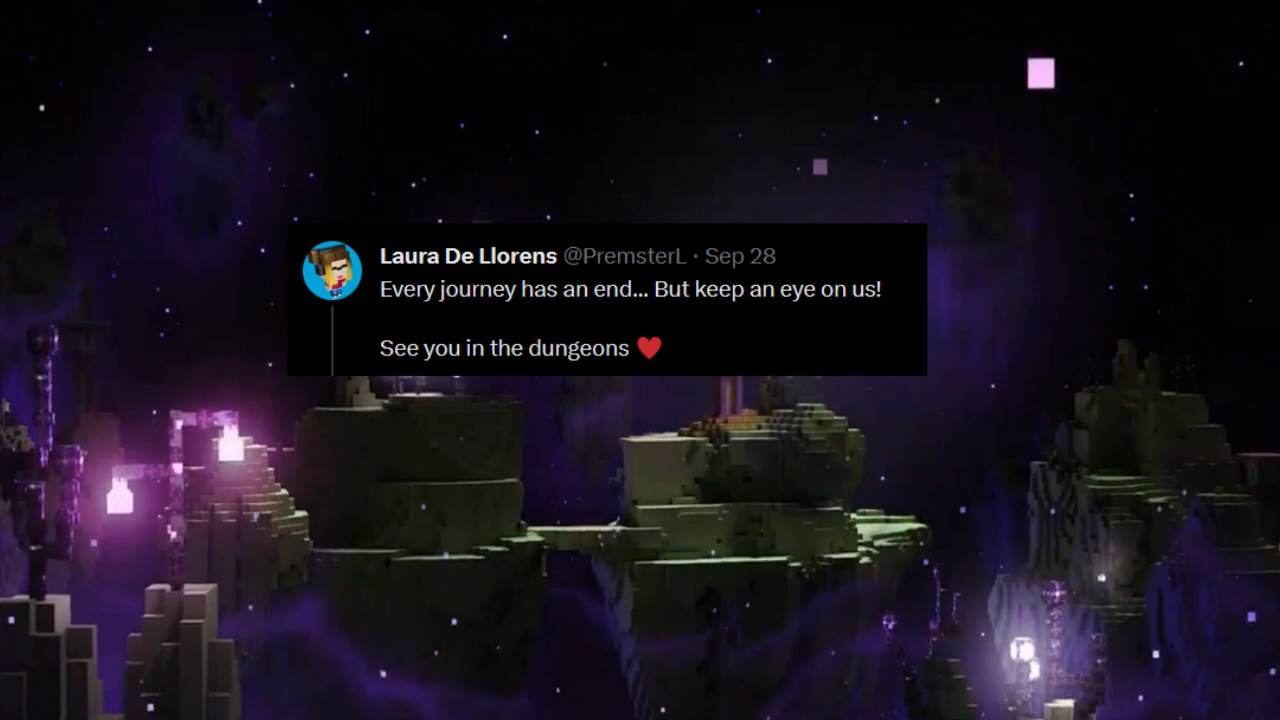 Laura De Llorens @PremsterL · Sep 28
Every journey has an end... But keep an eye on us!
See you in the dungeons ❤️